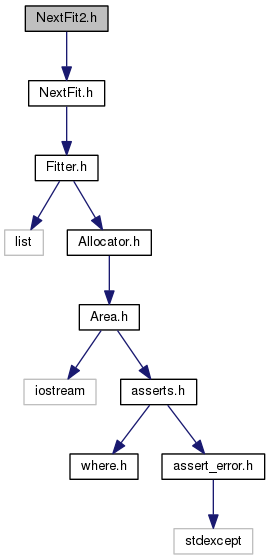 NextFit2.h
NextFit.h
Fitter.h
list
Allocator.h
Area.h
iostream
asserts.h
where.h
assert_error.h
stdexcept